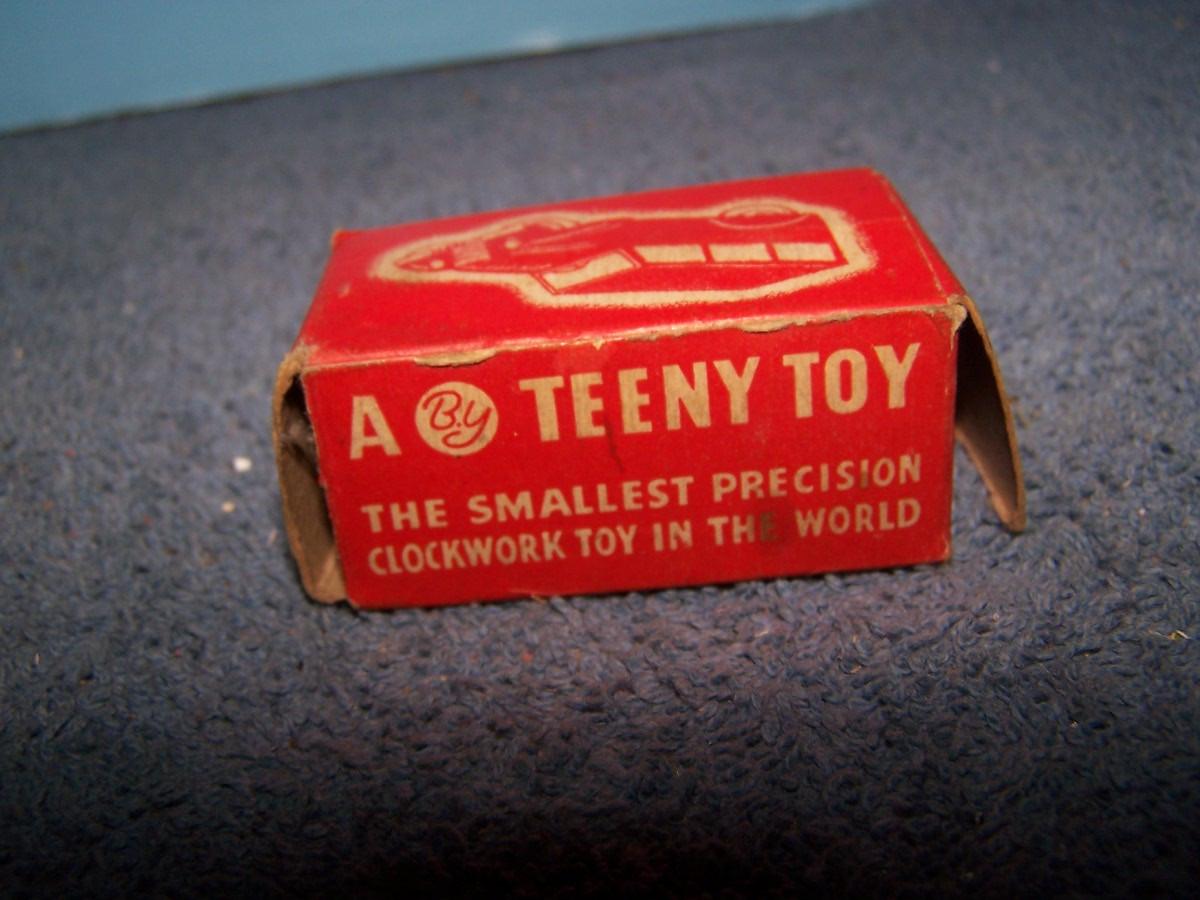 A B.y TEENY TOY
THE SMALLEST PRECISION
CLOCKWORK TOY IN THE WORLD